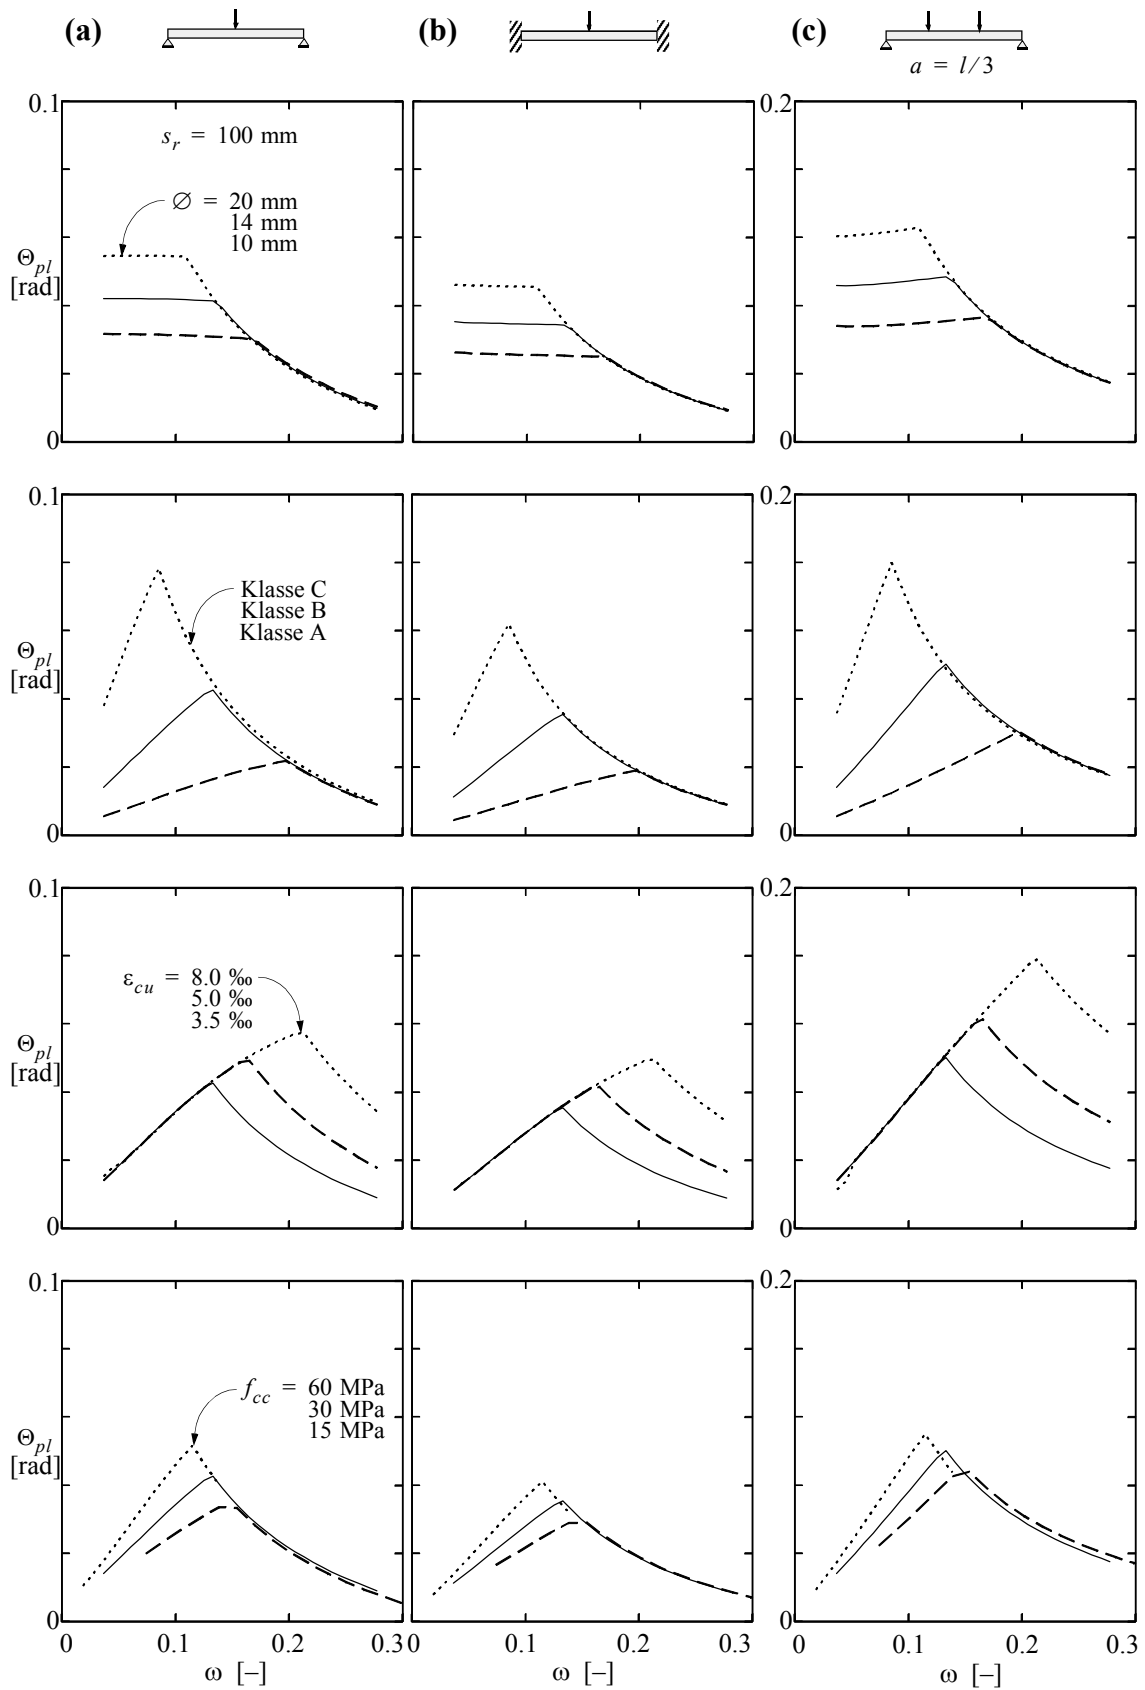 (a)
(b)
(c)
a = l/3
0.1
0.2
s_r = 100 mm
Ø = 20 mm
14 mm
10 mm
Θ_pl
[rad]
0
0
0.1
0.2
Klasse C
Klasse B
Klasse A
Θ_pl
[rad]
0
0
0.1
0.2
ε_cu = 8.0 ‰
5.0 ‰
3.5 ‰
Θ_pl
[rad]
0
0
0.1
0.2
f_cc = 60 MPa
30 MPa
15 MPa
Θ_pl
[rad]
0
0
0 0.1 0.2 0.3
0 0.1 0.2 0.3
0 0.1 0.2 0.3
ω [–]
ω [–]
ω [–]